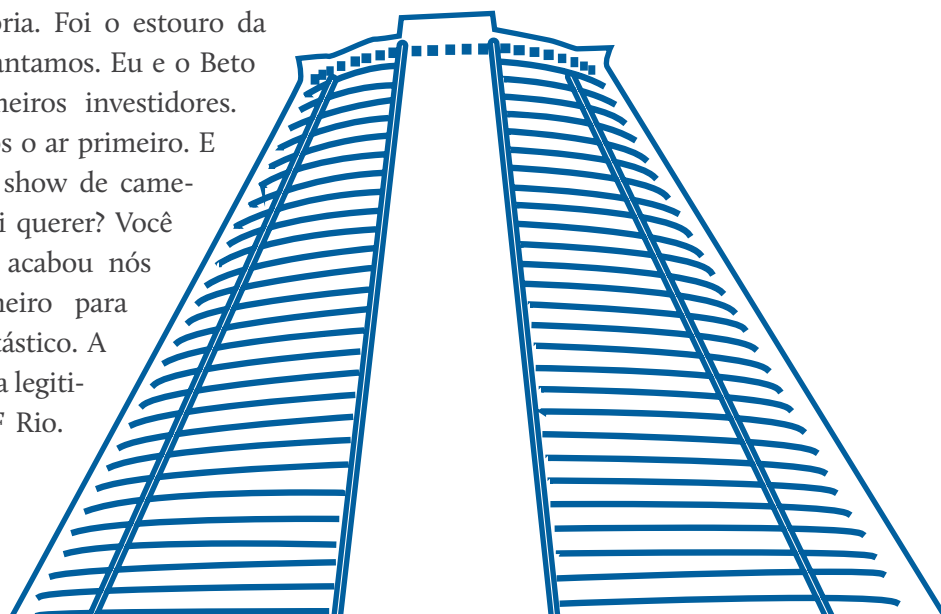 ria. Foi o estouro da
antamos. Eu e o Beto
neiros investidores.
s o ar primeiro. E
show de came-
i querer? Você
acabou nós
neiro para
tástico. A
a legiti-
F Rio.